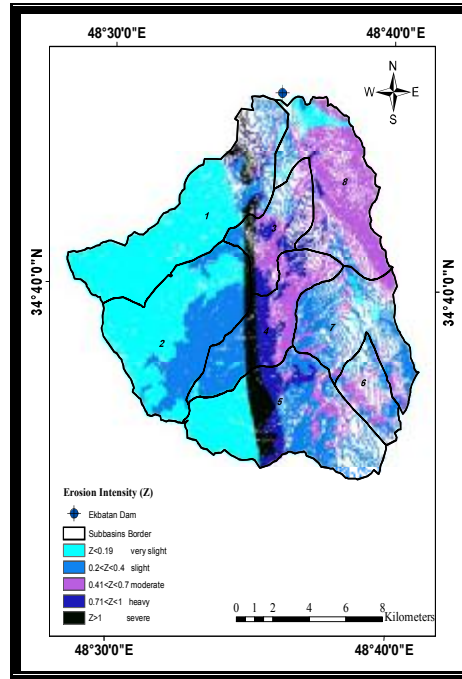 48°30'0"E 48°40'0"E
N
W E
S
8
1
3
34°40'0"N 34°40'0"N
7
2
4
6
5
Erosion Intensity (Z)
Ekbatan Dam
Subbasins Border
Z<0.19 very slight
0.2<Z<0.4 slight
0.41<Z<0.7 moderate
0.71<Z<1 heavy
Z>1 severe
0 1 2 4 6 8
Kilometers
48°30'0"E 48°40'0"E